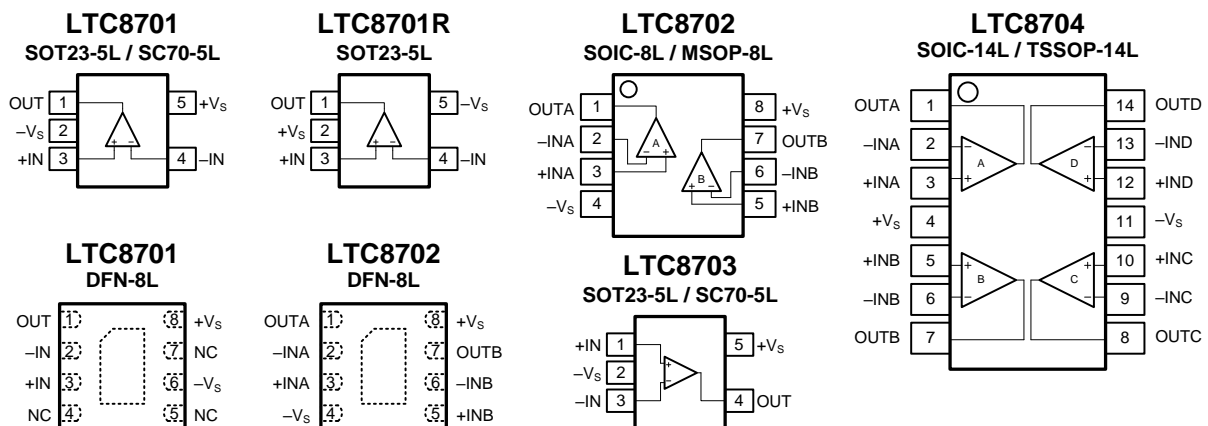 LTC8701
SOT23-5L / SC70-5L
OUT 1 5 +VS
–VS 2
+IN 3 4 –IN
+ –
LTC8701R
SOT23-5L
OUT 1 5 –VS
+VS 2
+IN 3 4 –IN
+ –
LTC8702
SOIC-8L / MSOP-8L
OUTA 1 8 +VS
–INA 2 A 7 OUTB
– +
+INA 3 B 6 –INB
+ –
–VS 4 5 +INB
LTC8704
SOIC-14L / TSSOP-14L
OUTA 1 14 OUTD
–INA 2 – – 13 –IND
A D
+INA 3 + + 12 +IND
+VS 4 11 –VS
+INB 5 + + 10 +INC
B C
–INB 6 – – 9 –INC
OUTB 7 8 OUTC
LTC8701
DFN-8L
OUT 1 8 +VS
–IN 2 7 NC
+IN 3 6 –VS
NC 4 5 NC
LTC8702
DFN-8L
OUTA 1 8 +VS
–INA 2 7 OUTB
+INA 3 6 –INB
–VS 4 5 +INB
LTC8703
SOT23-5L / SC70-5L
+IN 1 5 +VS
–VS 2 +
–
–IN 3 4 OUT